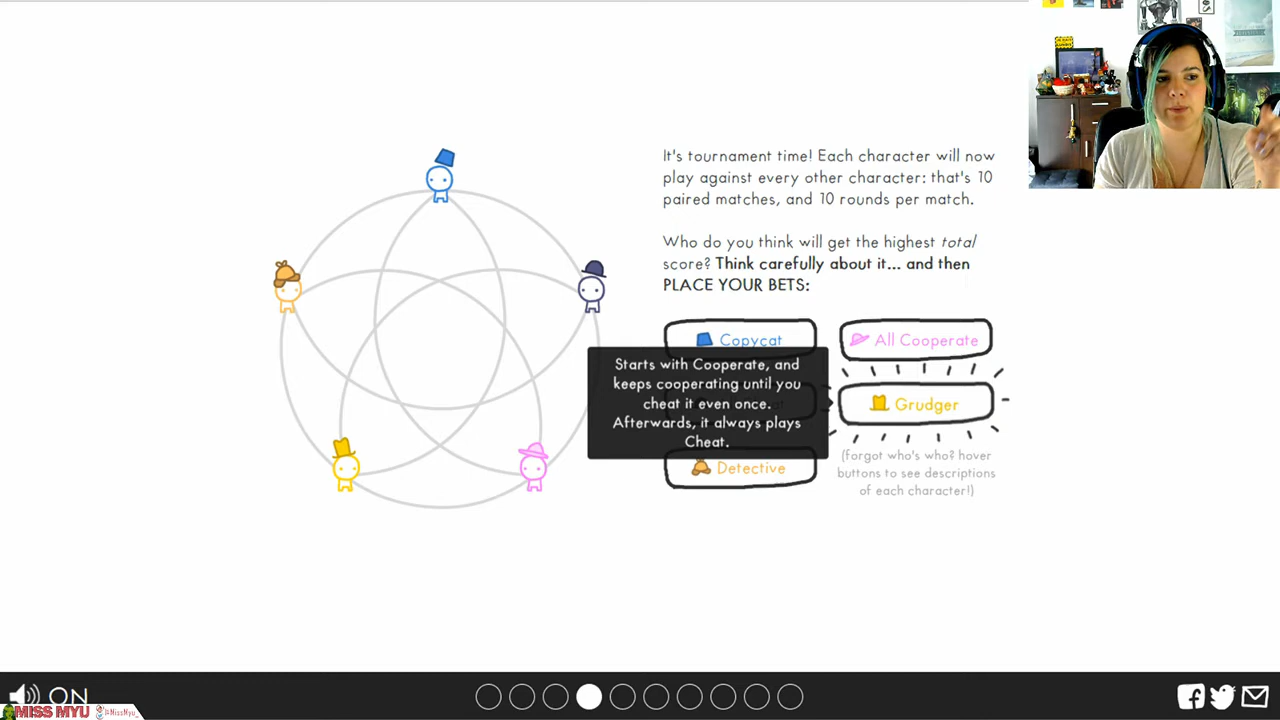 It's tournament time! Each character will now
play against every other character: that's 10
paired matches, and 10 rounds per match.
Who do you think will get the highest total
score? Think carefully about it... and then
PLACE YOUR BETS:
Copycat
All Cooperate
Starts with Cooperate, and
keeps cooperating until you
cheat it even once.
Afterwards, it always plays
Cheat.
Grudger
Detective
(forgot who's who? hover
buttons to see descriptions
of each character!)
ON
MISS MYU
@MissMyu_